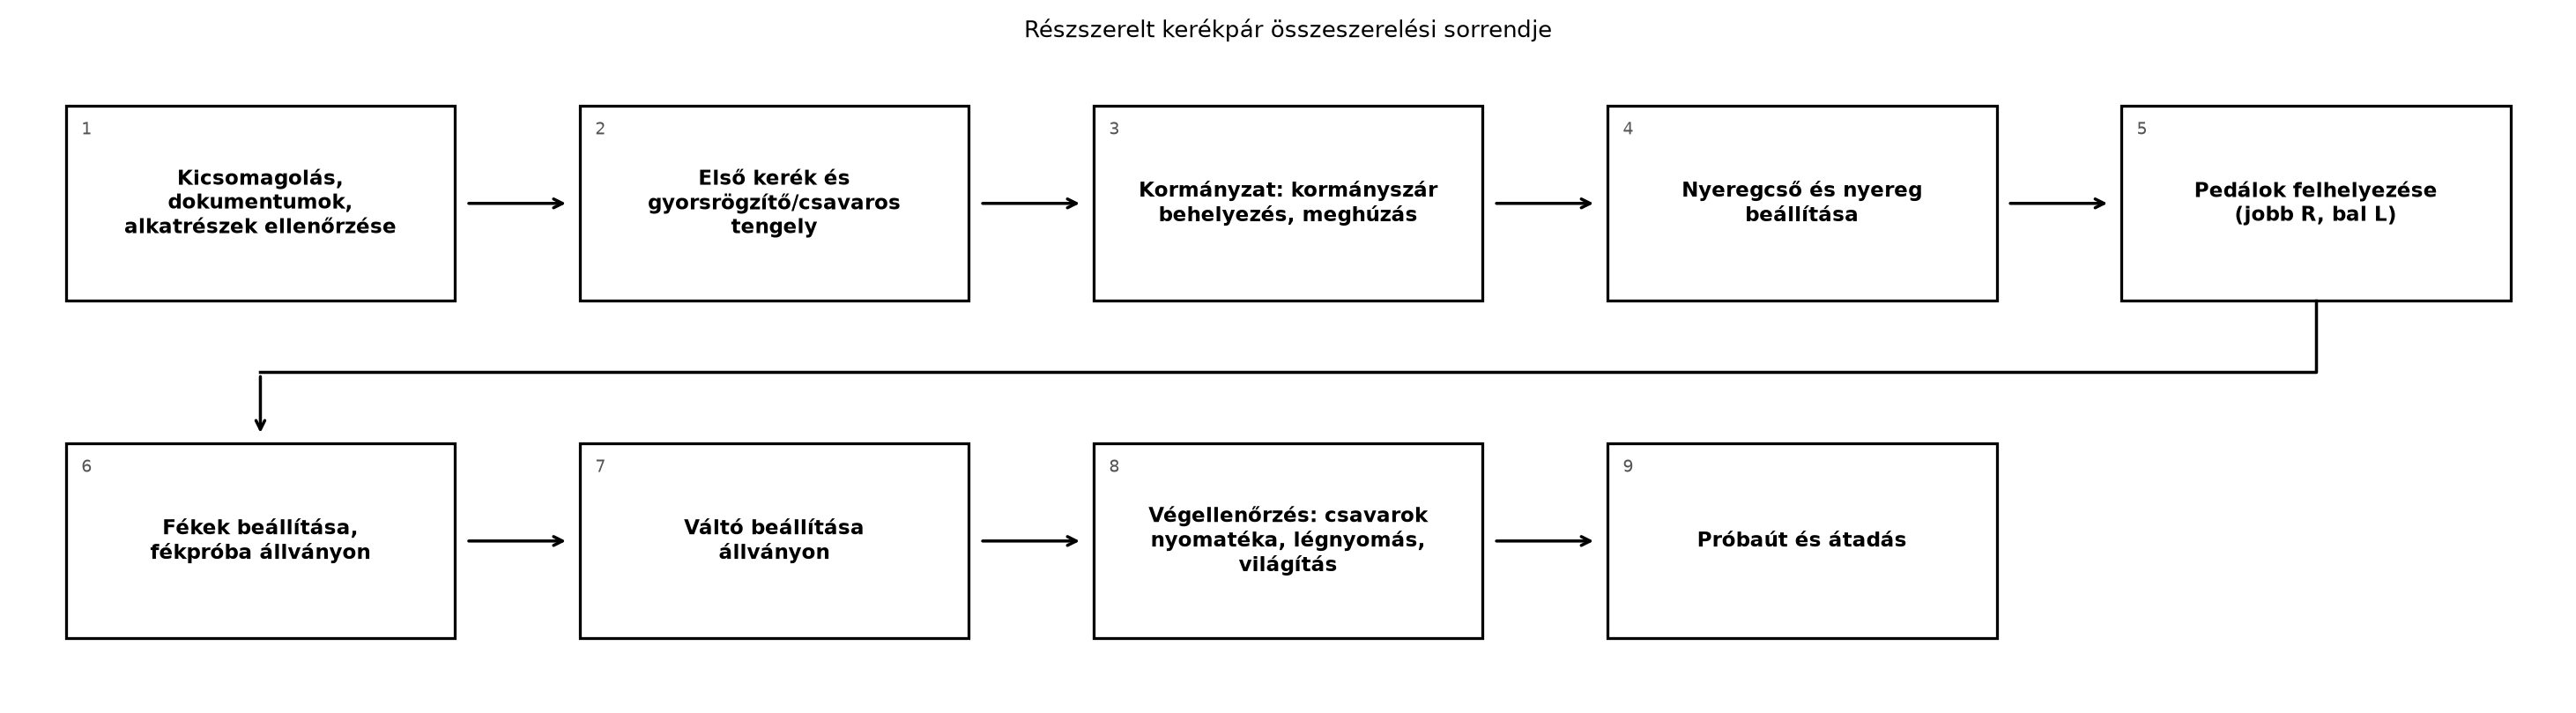 Részszerelt kerékpár összeszerelési sorrendje
1
Kicsomagolás,
dokumentumok,
alkatrészek ellenőrzése
2
Első kerék és
gyorsrögzítő/csavaros
tengely
3
Kormányzat: kormányszár
behelyezés, meghúzás
4
Nyeregcső és nyereg
beállítása
5
Pedálok felhelyezése
(jobb R, bal L)
6
Fékek beállítása,
fékpróba állványon
7
Váltó beállítása
állványon
8
Végellenőrzés: csavarok
nyomatéka, légnyomás,
világítás
9
Próbaút és átadás